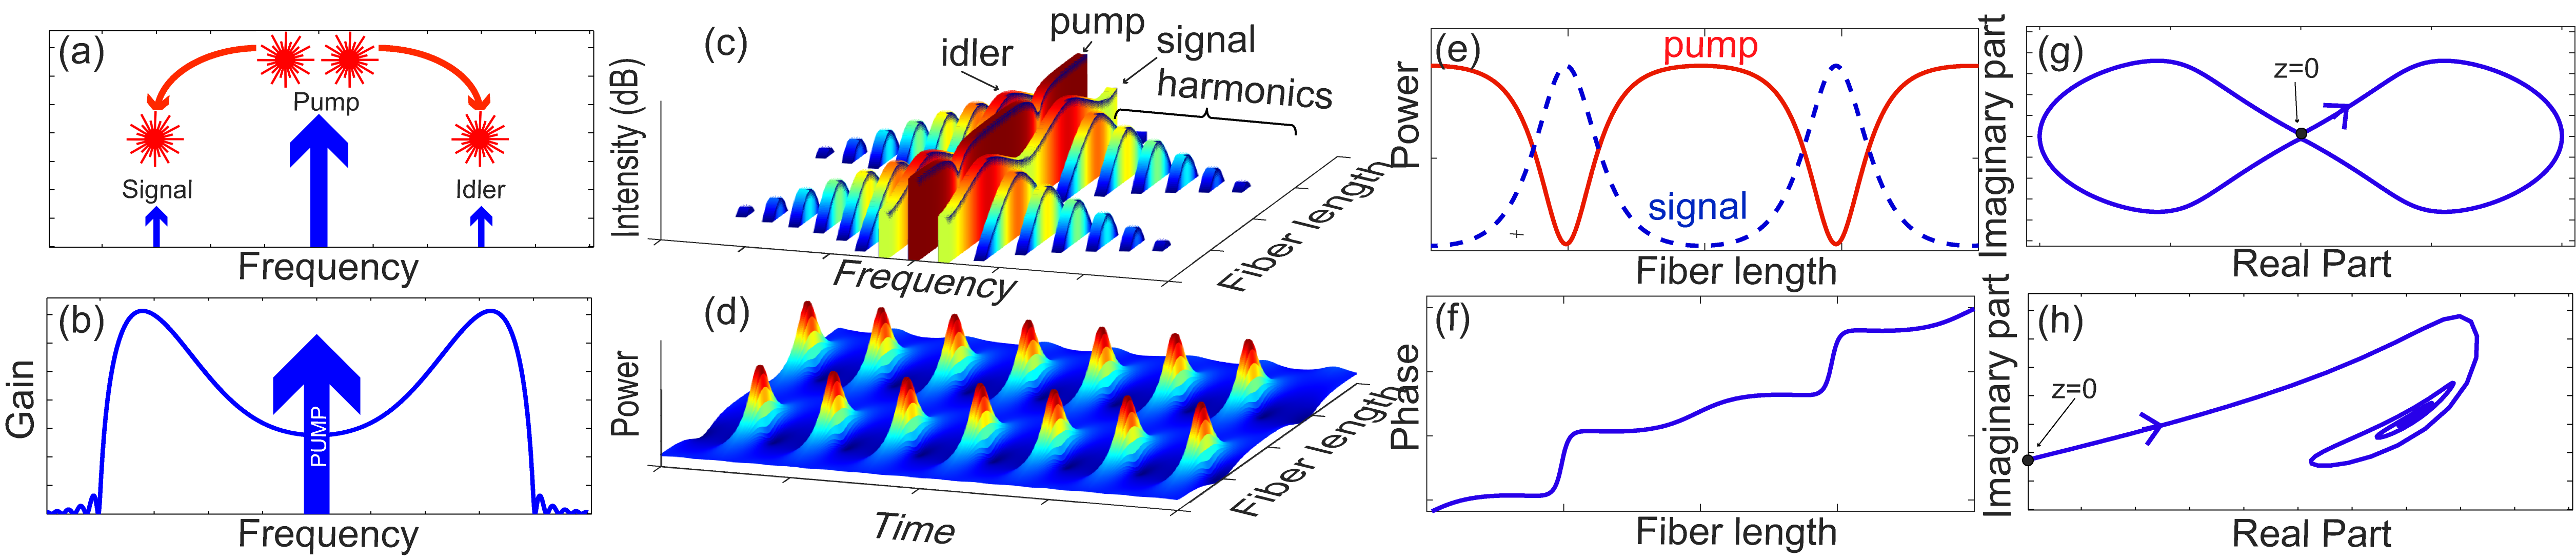 (a)
Pump
Signal
Idler
Frequency
(b)
Gain
PUMP
Frequency
(c)
pump
idler
signal
harmonics
Intensity (dB)
Frequency
Fiber length
(d)
Power
Time
Fiber length
(e)
pump
Power
signal
Fiber length
(f)
Phase
Fiber length
(g)
z=0
Imaginary part
Real Part
(h)
z=0
Imaginary part
Real Part